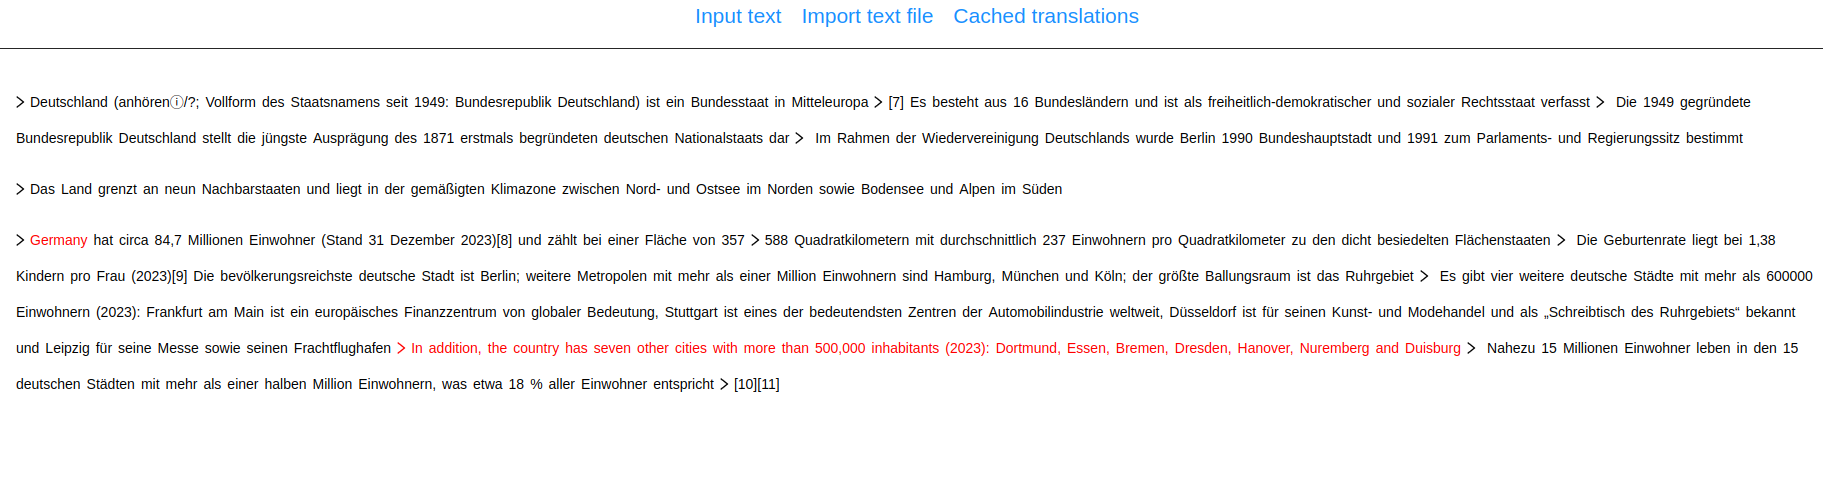 Input text Import text file Cached translations
> Deutschland (anhörenⓘ/?; Vollform des Staatsnamens seit 1949: Bundesrepublik Deutschland) ist ein Bundesstaat in Mitteleuropa > [7] Es besteht aus 16 Bundesländern und ist als freiheitlich-demokratischer und sozialer Rechtsstaat verfasst > Die 1949 gegründete
Bundesrepublik Deutschland stellt die jüngste Ausprägung des 1871 erstmals begründeten deutschen Nationalstaats dar > Im Rahmen der Wiedervereinigung Deutschlands wurde Berlin 1990 Bundeshauptstadt und 1991 zum Parlaments- und Regierungssitz bestimmt
> Das Land grenzt an neun Nachbarstaaten und liegt in der gemäßigten Klimazone zwischen Nord- und Ostsee im Norden sowie Bodensee und Alpen im Süden
> Germany hat circa 84,7 Millionen Einwohner (Stand 31 Dezember 2023)[8] und zählt bei einer Fläche von 357 > 588 Quadratkilometern mit durchschnittlich 237 Einwohnern pro Quadratkilometer zu den dicht besiedelten Flächenstaaten > Die Geburtenrate liegt bei 1,38
Kindern pro Frau (2023)[9] Die bevölkerungsreichste deutsche Stadt ist Berlin; weitere Metropolen mit mehr als einer Million Einwohnern sind Hamburg, München und Köln; der größte Ballungsraum ist das Ruhrgebiet > Es gibt vier weitere deutsche Städte mit mehr als 600000
Einwohnern (2023): Frankfurt am Main ist ein europäisches Finanzzentrum von globaler Bedeutung, Stuttgart ist eines der bedeutendsten Zentren der Automobilindustrie weltweit, Düsseldorf ist für seinen Kunst- und Modehandel und als „Schreibtisch des Ruhrgebiets“ bekannt
und Leipzig für seine Messe sowie seinen Frachtflughafen > In addition, the country has seven other cities with more than 500,000 inhabitants (2023): Dortmund, Essen, Bremen, Dresden, Hanover, Nuremberg and Duisburg > Nahezu 15 Millionen Einwohner leben in den 15
deutschen Städten mit mehr als einer halben Million Einwohnern, was etwa 18 % aller Einwohner entspricht > [10][11]